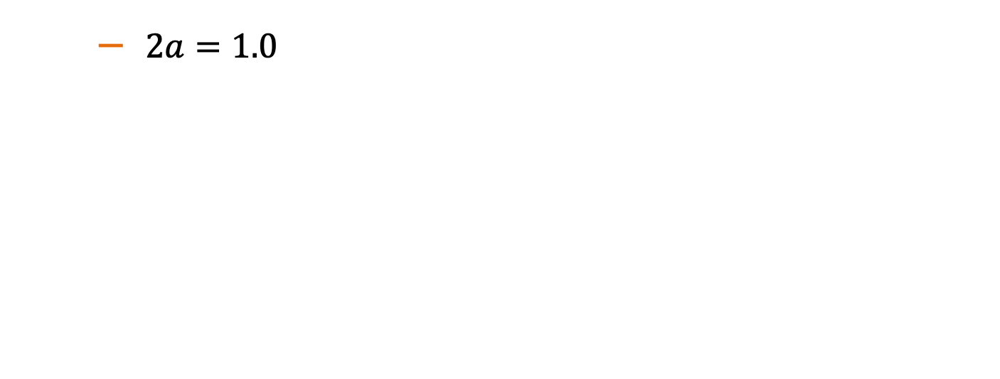 – 2a = 1.0